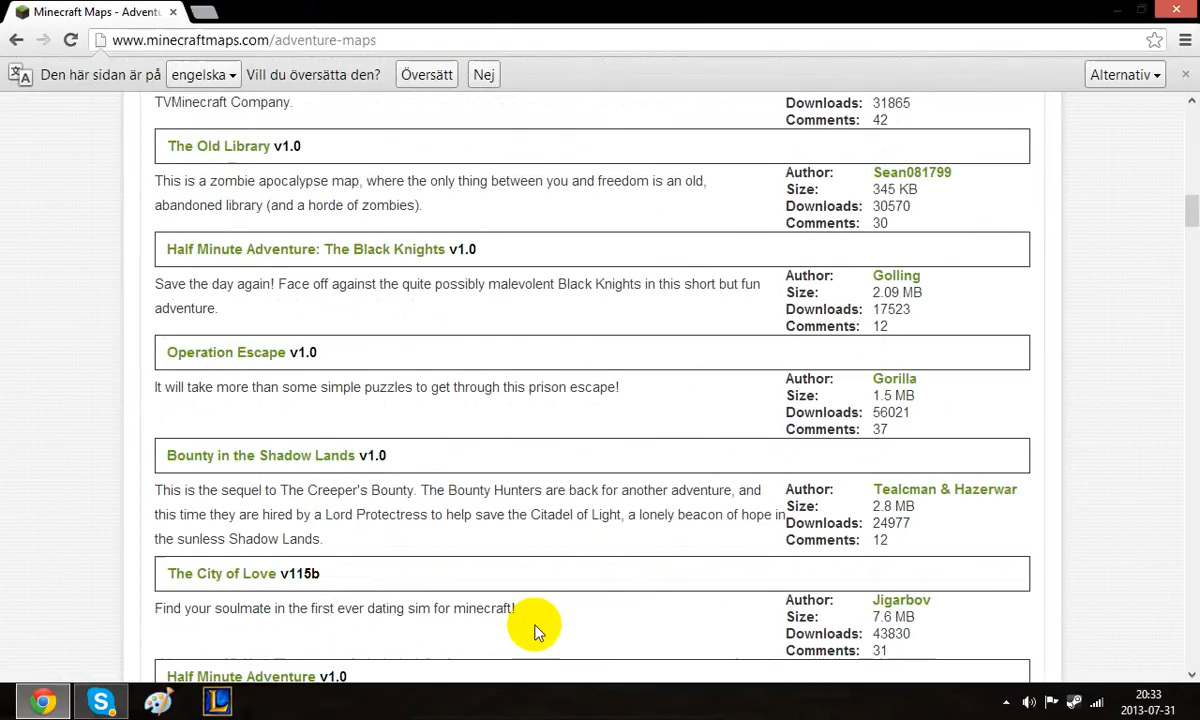 Minecraft Maps - Adventu
www.minecraftmaps.com/adventure-maps
Den här sidan är på engelska Vill du översätta den? Översätt Nej Alternativ
TVMinecraft Company.
Downloads: 31865
Comments: 42
The Old Library v1.0
This is a zombie apocalypse map, where the only thing between you and freedom is an old,
abandoned library (and a horde of zombies).
Author: Sean081799
Size: 345 KB
Downloads: 30570
Comments: 30
Half Minute Adventure: The Black Knights v1.0
Save the day again! Face off against the quite possibly malevolent Black Knights in this short but fun
adventure.
Author: Golling
Size: 2.09 MB
Downloads: 17523
Comments: 12
Operation Escape v1.0
It will take more than some simple puzzles to get through this prison escape!
Author: Gorilla
Size: 1.5 MB
Downloads: 56021
Comments: 37
Bounty in the Shadow Lands v1.0
This is the sequel to The Creeper's Bounty. The Bounty Hunters are back for another adventure, and
this time they are hired by a Lord Protectress to help save the Citadel of Light, a lonely beacon of hope in
the sunless Shadow Lands.
Author: Tealcman & Hazerwar
Size: 2.8 MB
Downloads: 24977
Comments: 12
The City of Love v115b
Find your soulmate in the first ever dating sim for minecraft!
Author: Jigarbov
Size: 7.6 MB
Downloads: 43830
Comments: 31
Half Minute Adventure v1.0
20:33
2013-07-31